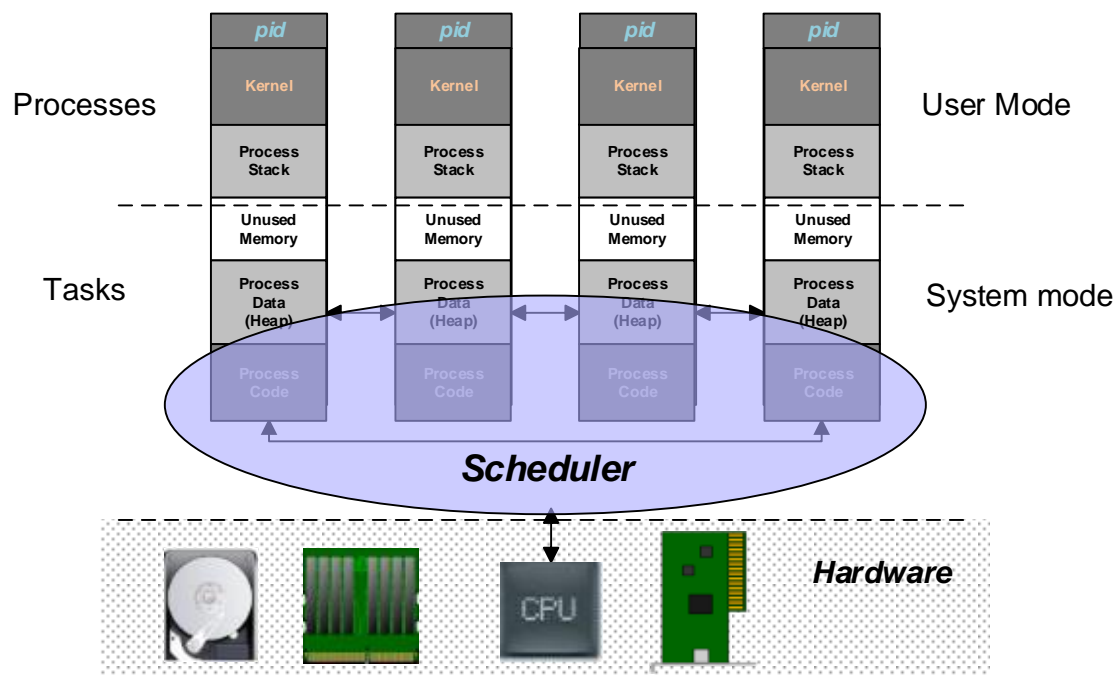 pid pid pid pid
Kernel Kernel Kernel Kernel
Processes User Mode
Process Process Process Process
Stack Stack Stack Stack
Unused Unused Unused Unused
Memory Memory Memory Memory
Tasks System mode
Process Process Process Process
Data Data Data Data
(Heap) (Heap) (Heap) (Heap)
Process Process Process Process
Code Code Code Code
Scheduler
Hardware
CPU